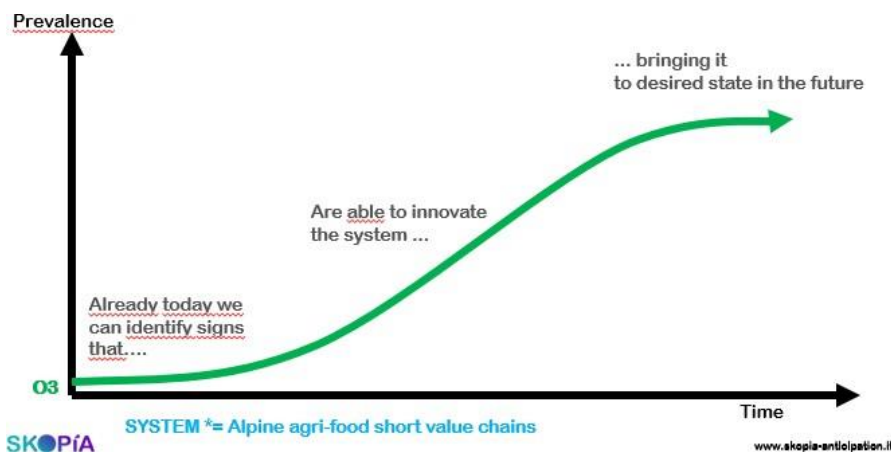 Prevalence
... bringing it
to desired state in the future
Are able to innovate
the system ...
Already today we
can identify signs
that....
O3
Time
SYSTEM *= Alpine agri-food short value chains
SKOPíA
www.skopia-anticipation.it